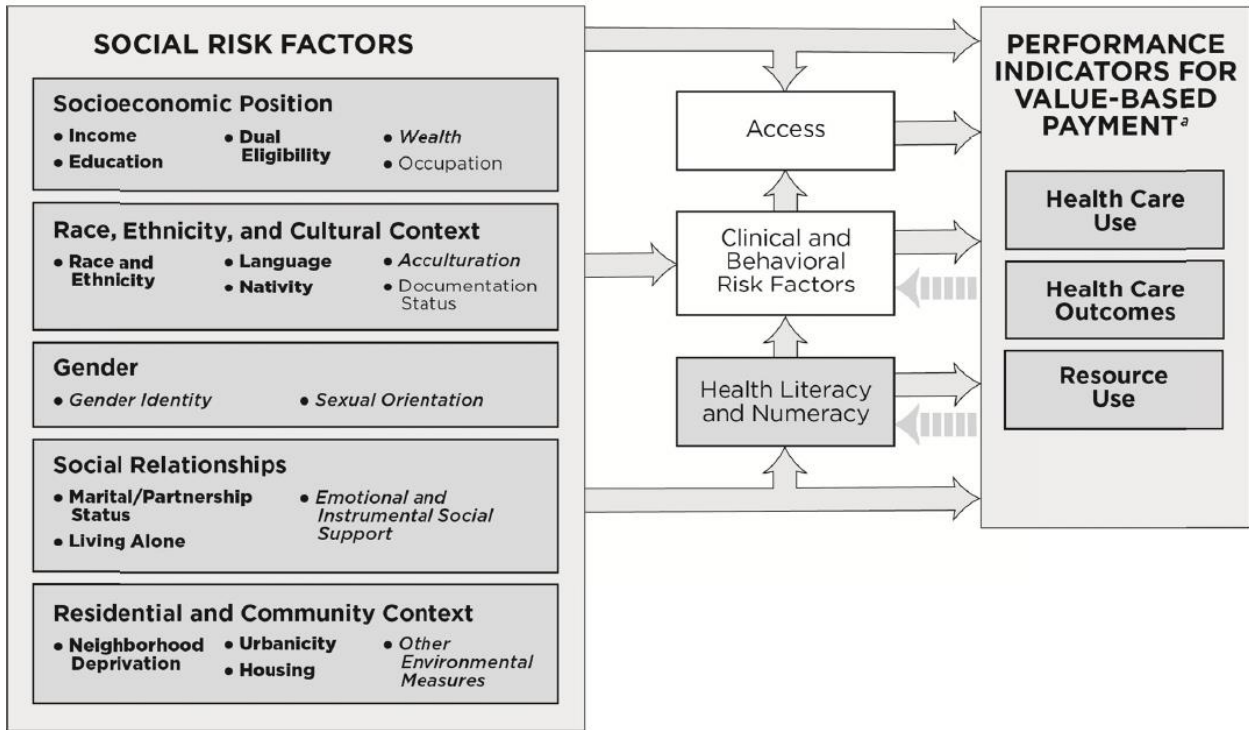 SOCIAL RISK FACTORS
Socioeconomic Position
• Income
• Education
• Dual
Eligibility
• Wealth
• Occupation
Race, Ethnicity, and Cultural Context
• Race and
Ethnicity
• Language
• Nativity
• Acculturation
• Documentation
Status
Gender
• Gender Identity
• Sexual Orientation
Social Relationships
• Marital/Partnership
Status
• Living Alone
• Emotional and
Instrumental Social
Support
Residential and Community Context
• Neighborhood
Deprivation
• Urbanicity
• Housing
• Other
Environmental
Measures
Access
Clinical and
Behavioral
Risk Factors
Health Literacy
and Numeracy
PERFORMANCE
INDICATORS FOR
VALUE-BASED
PAYMENTᵃ
Health Care
Use
Health Care
Outcomes
Resource
Use